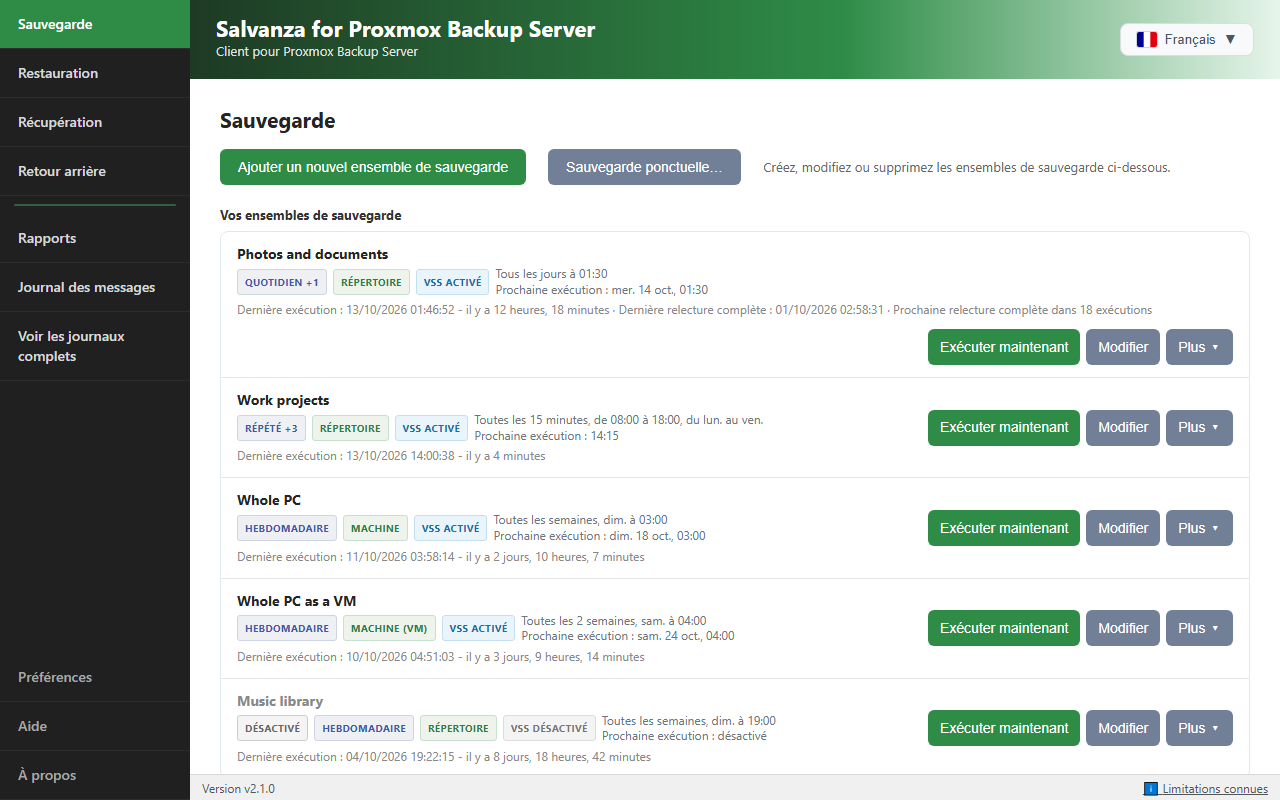 Sauvegarde
Restauration
Récupération
Retour arrière
Rapports
Journal des messages
Voir les journaux
complets
Préférences
Aide
À propos
Salvanza for Proxmox Backup Server
Client pour Proxmox Backup Server
Français ▼
Sauvegarde
Ajouter un nouvel ensemble de sauvegarde
Sauvegarde ponctuelle...
Créez, modifiez ou supprimez les ensembles de sauvegarde ci-dessous.
Vos ensembles de sauvegarde
Photos and documents
QUOTIDIEN +1 RÉPERTOIRE VSS ACTIVÉ
Tous les jours à 01:30
Prochaine exécution : mer. 14 oct., 01:30
Dernière exécution : 13/10/2026 01:46:52 - il y a 12 heures, 18 minutes · Dernière relecture complète : 01/10/2026 02:58:31 · Prochaine relecture complète dans 18 exécutions
Exécuter maintenant Modifier Plus ▾
Work projects
RÉPÉTÉ +3 RÉPERTOIRE VSS ACTIVÉ
Toutes les 15 minutes, de 08:00 à 18:00, du lun. au ven.
Prochaine exécution : 14:15
Dernière exécution : 13/10/2026 14:00:38 - il y a 4 minutes
Exécuter maintenant Modifier Plus ▾
Whole PC
HEBDOMADAIRE MACHINE VSS ACTIVÉ
Toutes les semaines, dim. à 03:00
Prochaine exécution : dim. 18 oct., 03:00
Dernière exécution : 11/10/2026 03:58:14 - il y a 2 jours, 10 heures, 7 minutes
Exécuter maintenant Modifier Plus ▾
Whole PC as a VM
HEBDOMADAIRE MACHINE (VM) VSS ACTIVÉ
Toutes les 2 semaines, sam. à 04:00
Prochaine exécution : sam. 24 oct., 04:00
Dernière exécution : 10/10/2026 04:51:03 - il y a 3 jours, 9 heures, 14 minutes
Exécuter maintenant Modifier Plus ▾
Music library
DÉSACTIVÉ HEBDOMADAIRE RÉPERTOIRE VSS DÉSACTIVÉ
Toutes les semaines, dim. à 19:00
Prochaine exécution : désactivé
Dernière exécution : 04/10/2026 19:22:15 - il y a 8 jours, 18 heures, 42 minutes
Exécuter maintenant Modifier Plus ▾
Version v2.1.0
i Limitations connues